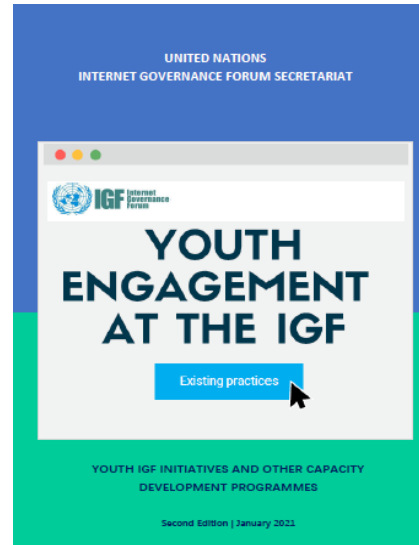 UNITED NATIONS
INTERNET GOVERNANCE FORUM SECRETARIAT
IGF Internet
Governance
Forum
YOUTH
ENGAGEMENT
AT THE IGF
Existing practices
YOUTH IGF INITIATIVES AND OTHER CAPACITY
DEVELOPMENT PROGRAMMES
Second Edition | January 2021